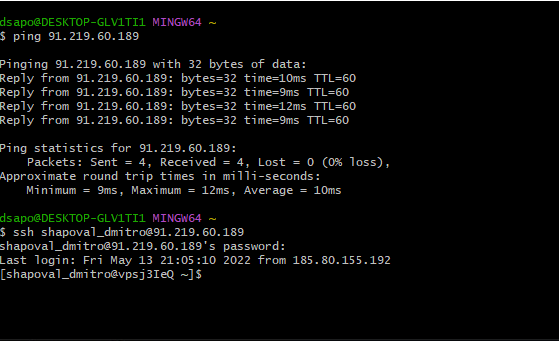 dsapo@DESKTOP-GLV1TI1 MINGW64 ~
$ ping 91.219.60.189
Pinging 91.219.60.189 with 32 bytes of data:
Reply from 91.219.60.189: bytes=32 time=10ms TTL=60
Reply from 91.219.60.189: bytes=32 time=9ms TTL=60
Reply from 91.219.60.189: bytes=32 time=12ms TTL=60
Reply from 91.219.60.189: bytes=32 time=9ms TTL=60
Ping statistics for 91.219.60.189:
    Packets: Sent = 4, Received = 4, Lost = 0 (0% loss),
Approximate round trip times in milli-seconds:
    Minimum = 9ms, Maximum = 12ms, Average = 10ms
dsapo@DESKTOP-GLV1TI1 MINGW64 ~
$ ssh shapoval_dmitro@91.219.60.189
shapoval_dmitro@91.219.60.189's password:
Last login: Fri May 13 21:05:10 2022 from 185.80.155.192
[shapoval_dmitro@vpsj3IeQ ~]$